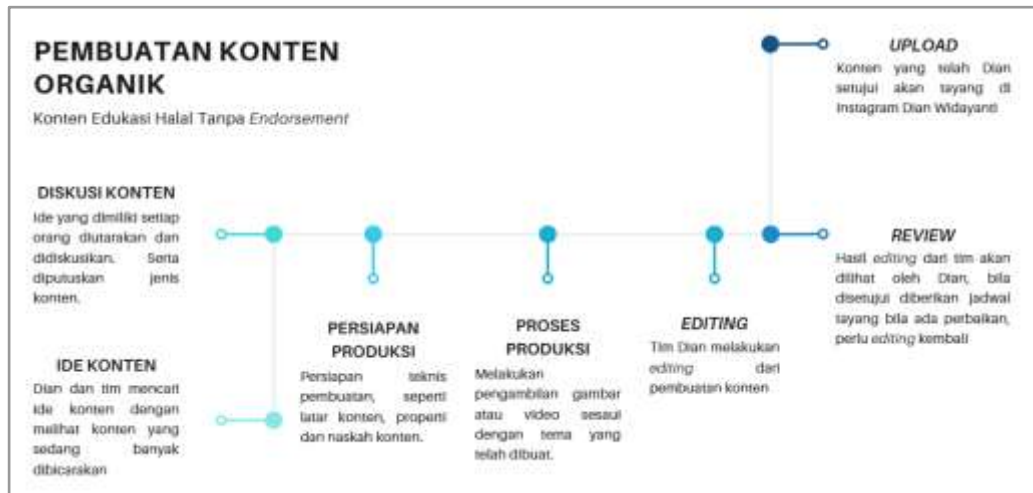 PEMBUATAN KONTEN
ORGANIK
Konten Edukasi Halal Tanpa Endorsement
UPLOAD
Konten yang telah Dian
setujui akan tayang di
Instagram Dian Widayanti
DISKUSI KONTEN
Ide yang dimiliki setiap
orang diutarakan dan
didiskusikan. Serta
diputuskan jenis
konten.
IDE KONTEN
Dian dan tim mencari
ide konten dengan
melihat konten yang
sedang banyak
dibicarakan
PERSIAPAN
PRODUKSI
Persiapan teknis
pembuatan, seperti
latar konten, properti
dan naskah konten.
PROSES
PRODUKSI
Melakukan
pengambilan gambar
atau video sesaui
dengan tema yang
telah dibuat.
EDITING
Tim Dian melakukan
editing dari
pembuatan konten
REVIEW
Hasil editing dari tim akan
dilihat oleh Dian, bila
disetujui diberikan jadwal
tayang bila ada perbaikan,
perlu editing kembali